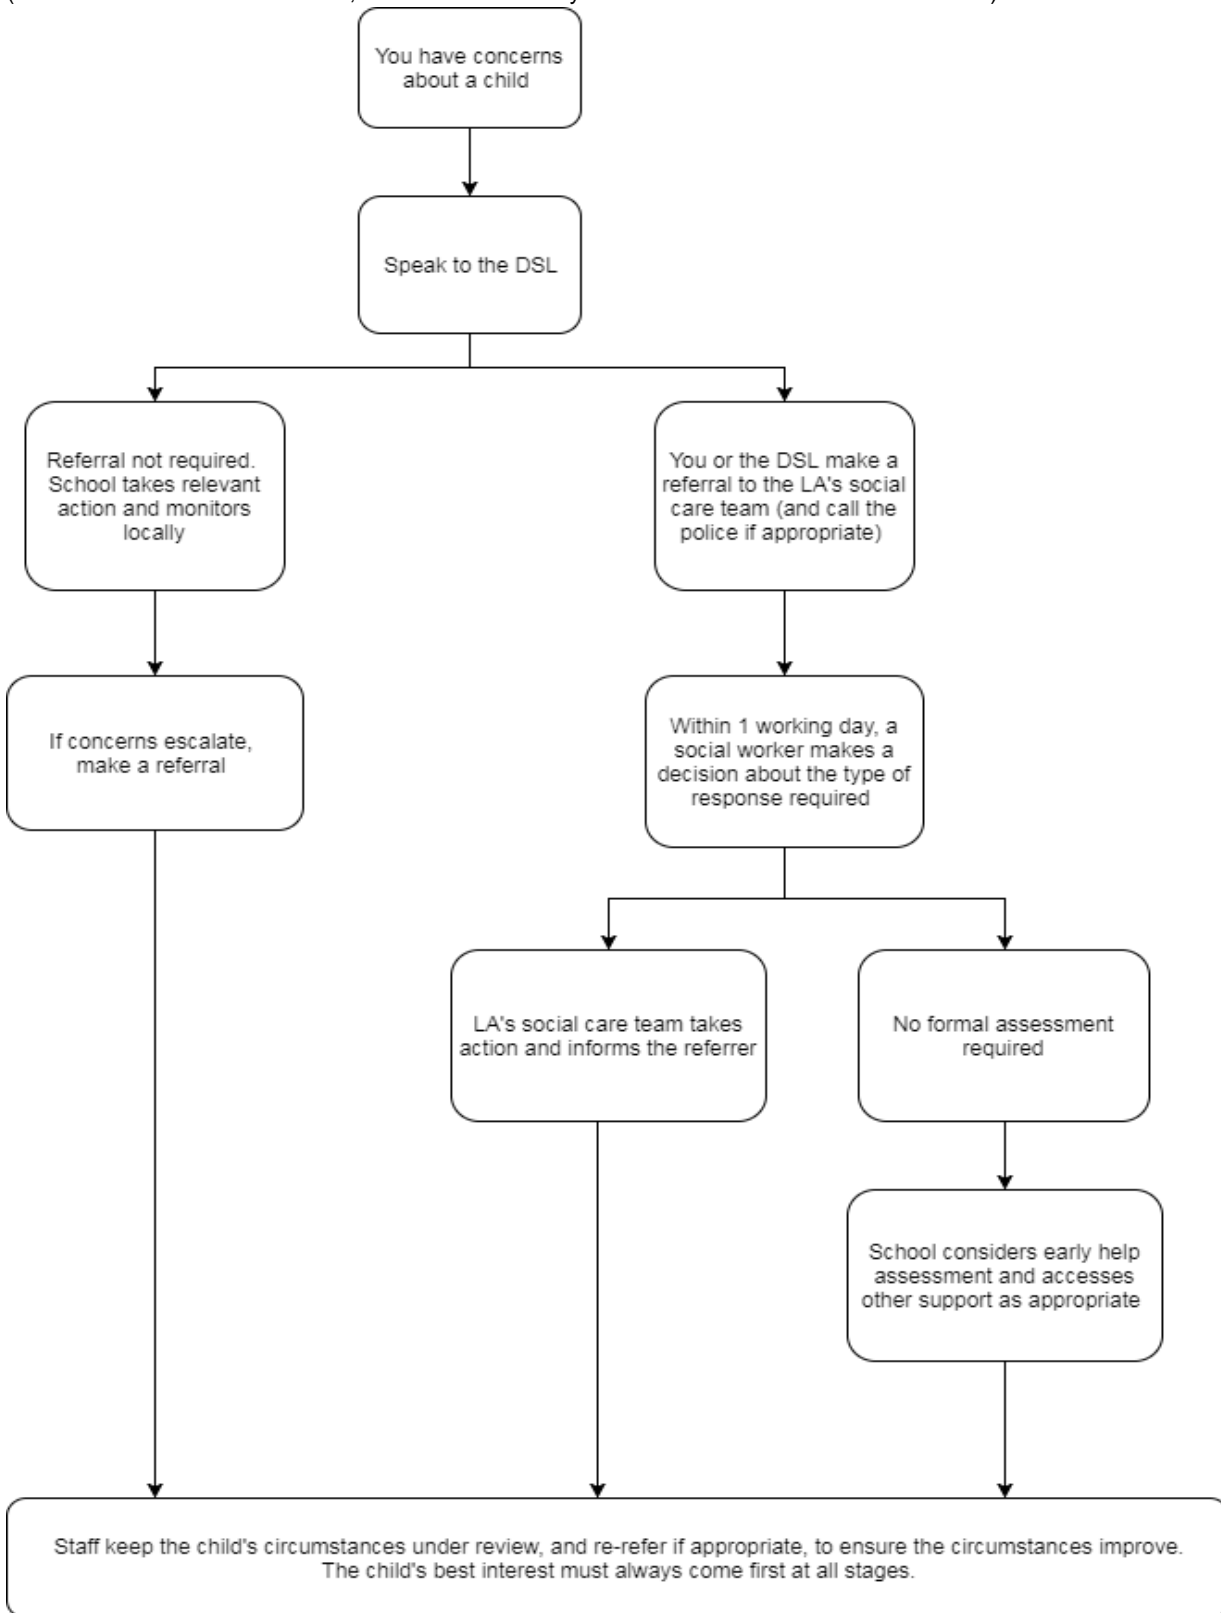 You have concerns
about a child
Speak to the DSL
Referral not required.
School takes relevant
action and monitors
locally
You or the DSL make a
referral to the LA's social
care team (and call the
police if appropriate)
If concerns escalate,
make a referral
Within 1 working day, a
social worker makes a
decision about the type of
response required
LA's social care team takes
action and informs the referrer
No formal assessment
required
School considers early help
assessment and accesses
other support as appropriate
Staff keep the child's circumstances under review, and re-refer if appropriate, to ensure the circumstances improve.
The child's best interest must always come first at all stages.